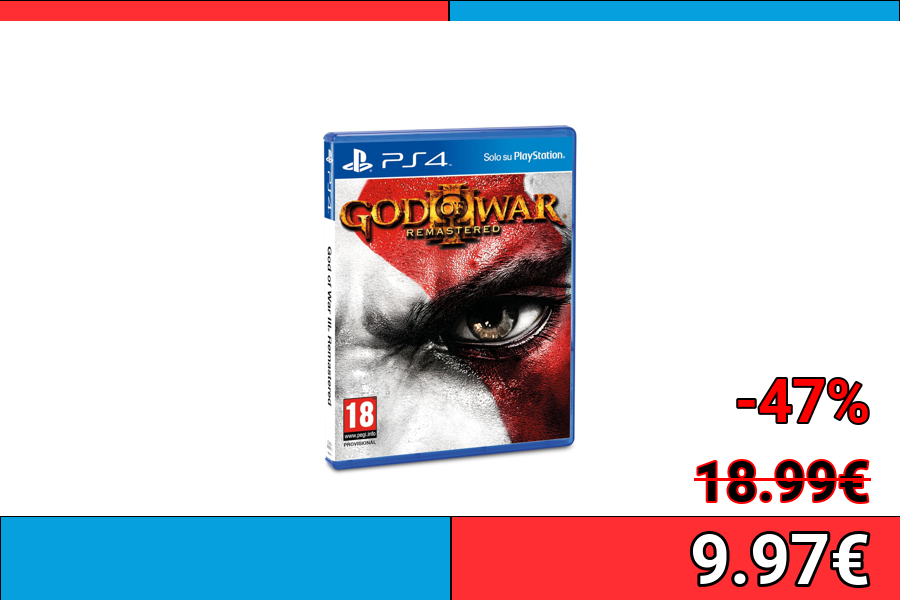 PS4
Solo su PlayStation.
GOD OF WAR
III
REMASTERED
PS4
God of War III. Remastered
18
www.pegi.info
PROVISIONAL
-47%
18.99€
9.97€